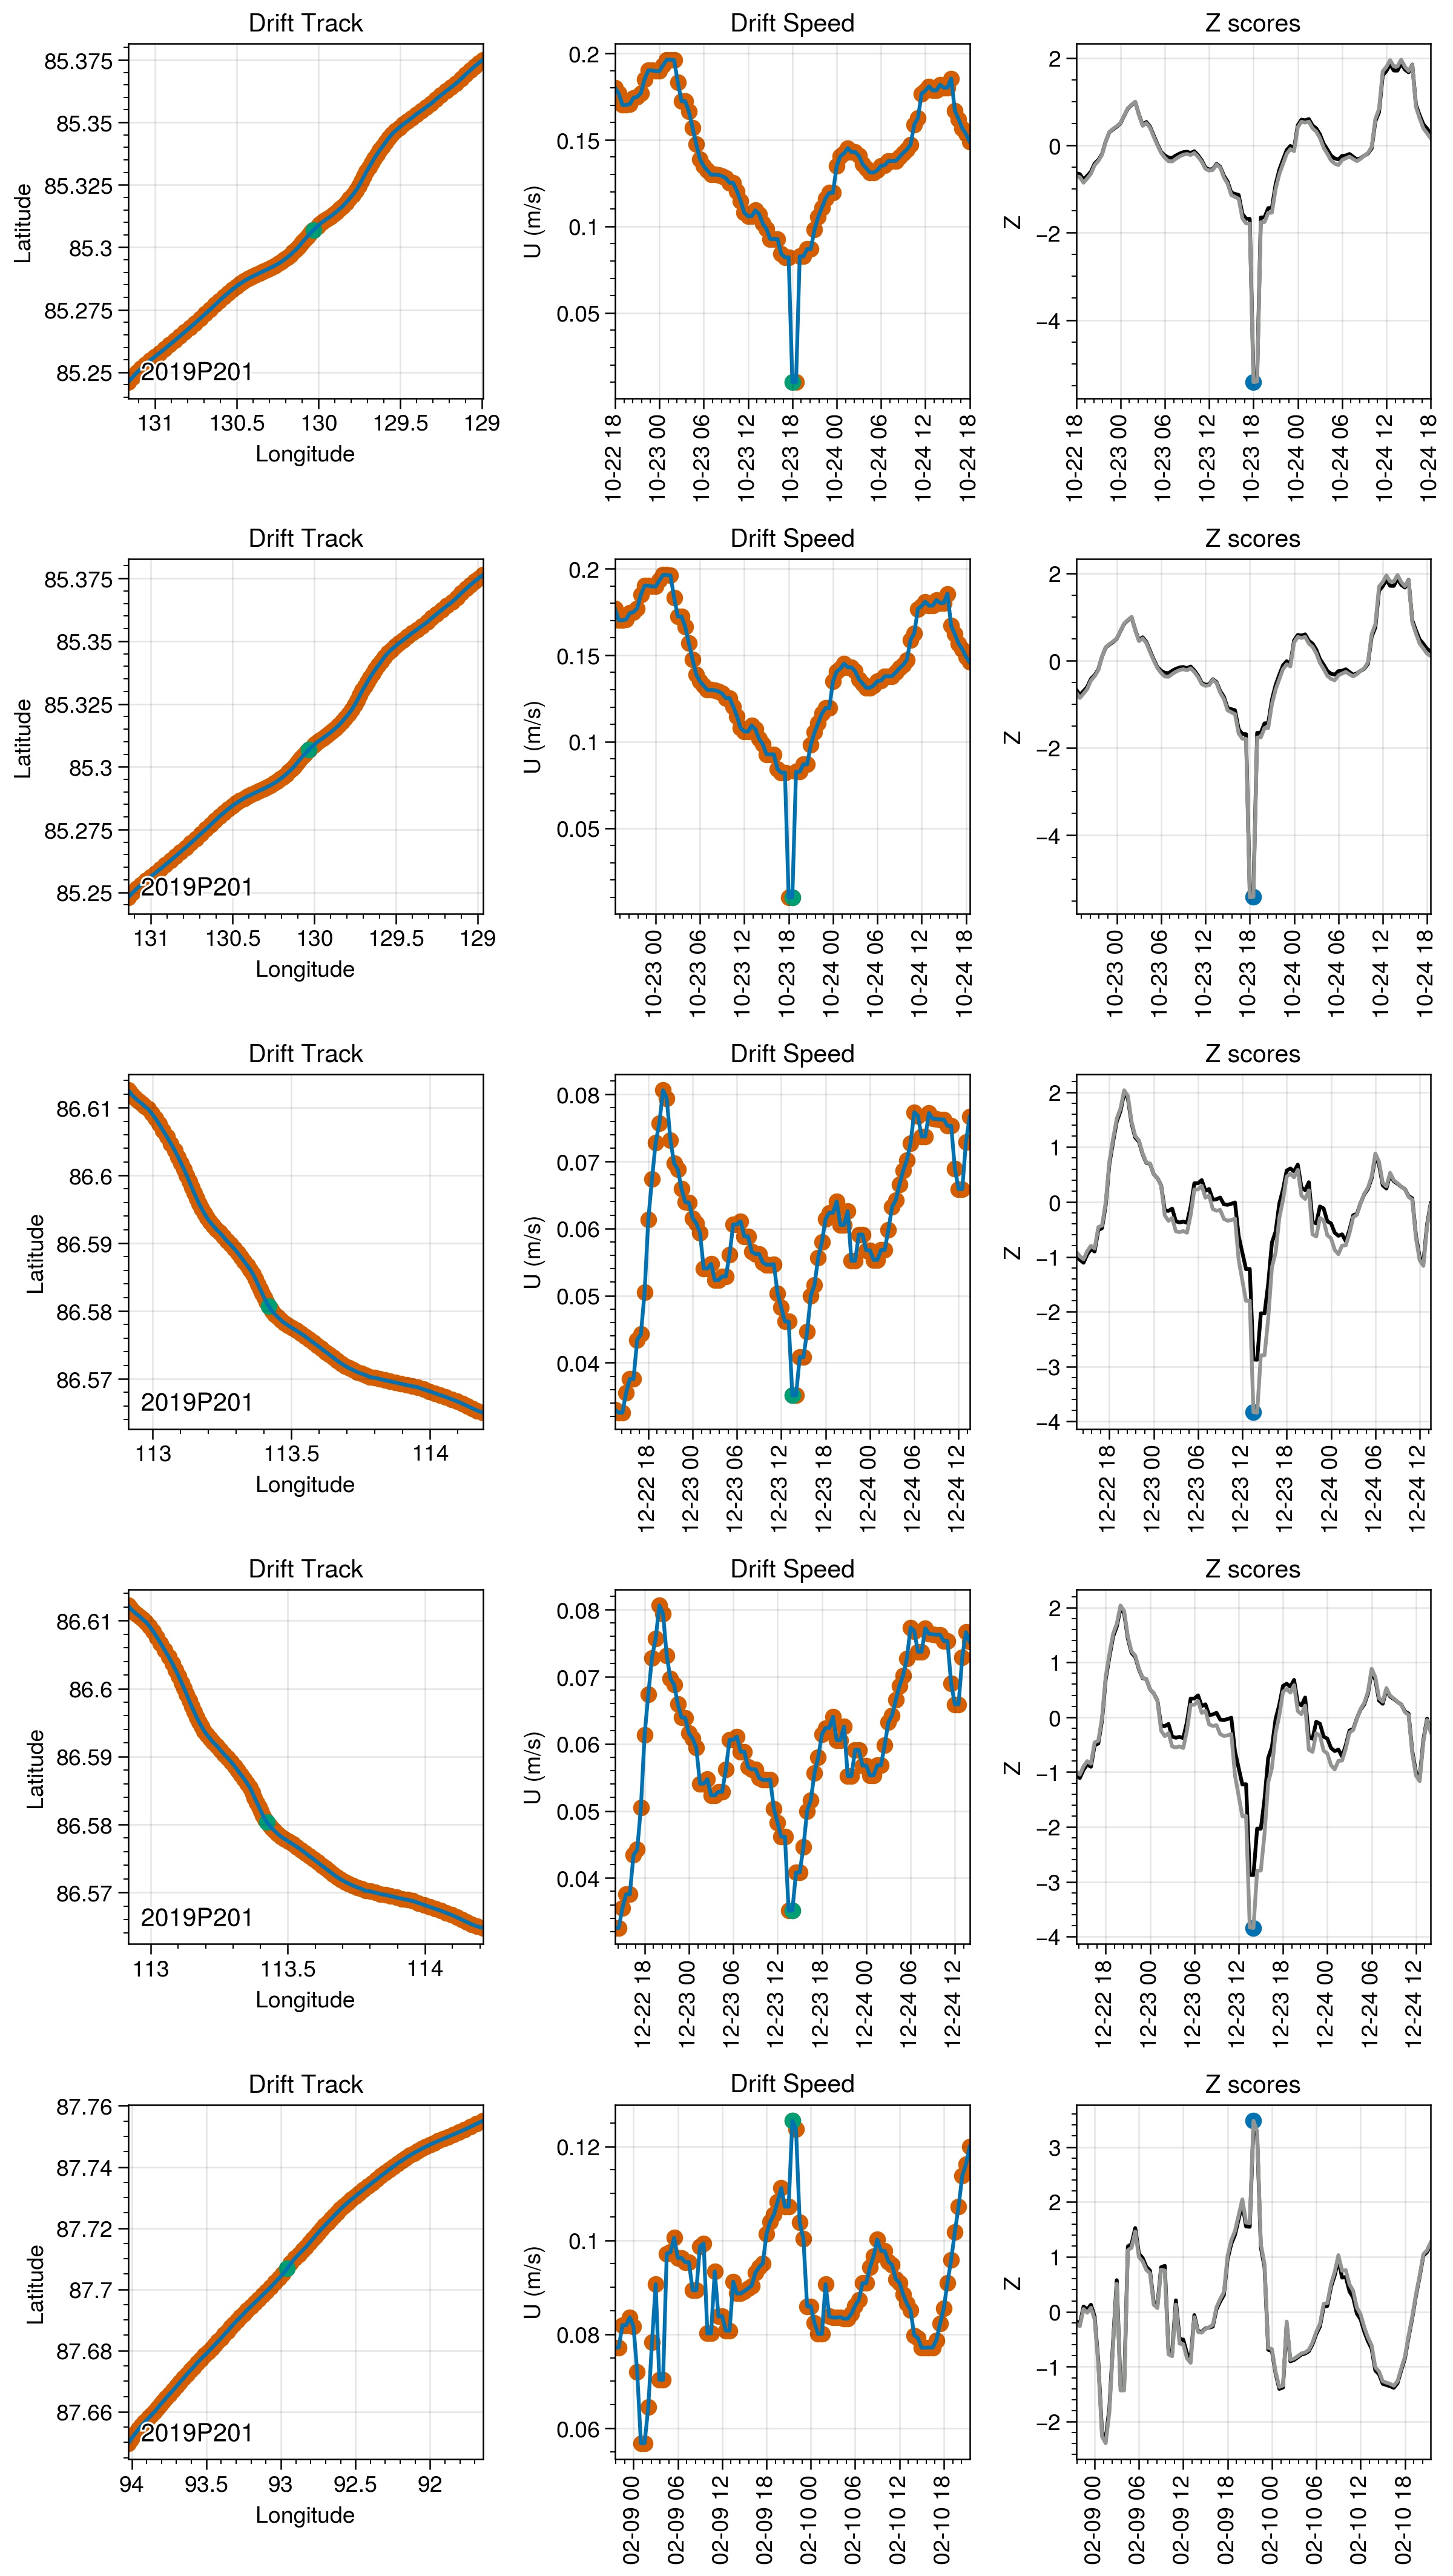 Drift Track Drift Speed Z scores
85.375
85.35
85.325
85.3
85.275
85.25
Latitude
2019P201
131 130.5 130 129.5 129
Longitude
0.2
0.15
0.1
0.05
U (m/s)
10-22 18 10-23 00 10-23 06 10-23 12 10-23 18 10-24 00 10-24 06 10-24 12 10-24 18
2
0
−2
−4
Z
10-22 18 10-23 00 10-23 06 10-23 12 10-23 18 10-24 00 10-24 06 10-24 12 10-24 18
Drift Track Drift Speed Z scores
85.375
85.35
85.325
85.3
85.275
85.25
Latitude
2019P201
131 130.5 130 129.5 129
Longitude
0.2
0.15
0.1
0.05
U (m/s)
10-23 00 10-23 06 10-23 12 10-23 18 10-24 00 10-24 06 10-24 12 10-24 18
2
0
−2
−4
Z
10-23 00 10-23 06 10-23 12 10-23 18 10-24 00 10-24 06 10-24 12 10-24 18
Drift Track Drift Speed Z scores
86.61
86.6
86.59
86.58
86.57
Latitude
2019P201
113 113.5 114
Longitude
0.08
0.07
0.06
0.05
0.04
U (m/s)
12-22 18 12-23 00 12-23 06 12-23 12 12-23 18 12-24 00 12-24 06 12-24 12
2
1
0
−1
−2
−3
−4
Z
12-22 18 12-23 00 12-23 06 12-23 12 12-23 18 12-24 00 12-24 06 12-24 12
Drift Track Drift Speed Z scores
86.61
86.6
86.59
86.58
86.57
Latitude
2019P201
113 113.5 114
Longitude
0.08
0.07
0.06
0.05
0.04
U (m/s)
12-22 18 12-23 00 12-23 06 12-23 12 12-23 18 12-24 00 12-24 06 12-24 12
2
1
0
−1
−2
−3
−4
Z
12-22 18 12-23 00 12-23 06 12-23 12 12-23 18 12-24 00 12-24 06 12-24 12
Drift Track Drift Speed Z scores
87.76
87.74
87.72
87.7
87.68
87.66
Latitude
2019P201
94 93.5 93 92.5 92
Longitude
0.12
0.1
0.08
0.06
U (m/s)
02-09 00 02-09 06 02-09 12 02-09 18 02-10 00 02-10 06 02-10 12 02-10 18
3
2
1
0
−1
−2
Z
02-09 00 02-09 06 02-09 12 02-09 18 02-10 00 02-10 06 02-10 12 02-10 18